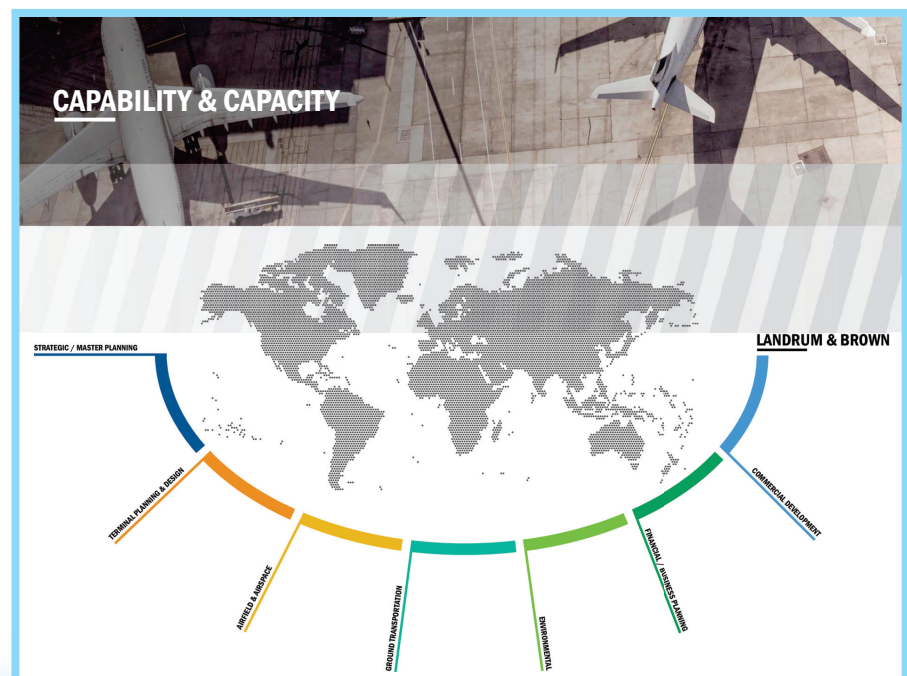 CAPABILITY & CAPACITY
STRATEGIC / MASTER PLANNING
LANDRUM & BROWN
TERMINAL PLANNING & DESIGN
AIRFIELD & AIRSPACE
GROUND TRANSPORTATION
ENVIRONMENTAL
FINANCIAL / BUSINESS PLANNING
COMMERCIAL DEVELOPMENT